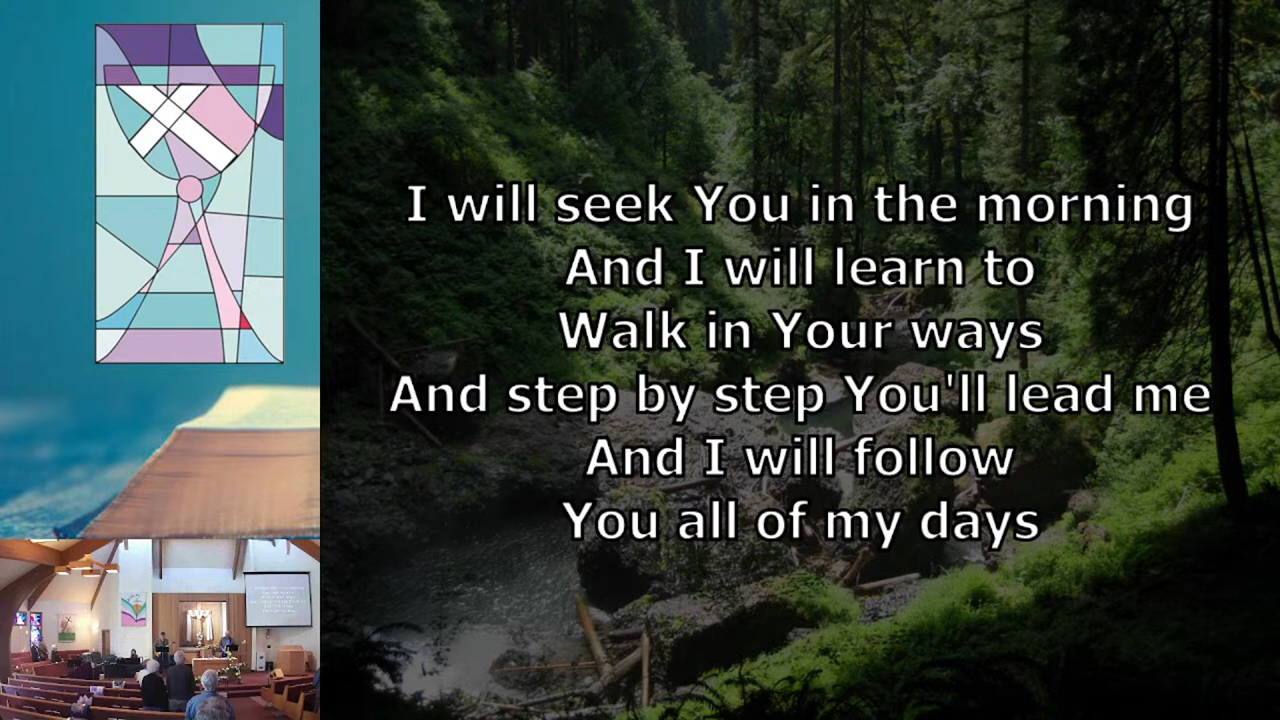 I will seek You in the morning
And I will learn to
Walk in Your ways
And step by step You'll lead me
And I will follow
You all of my days